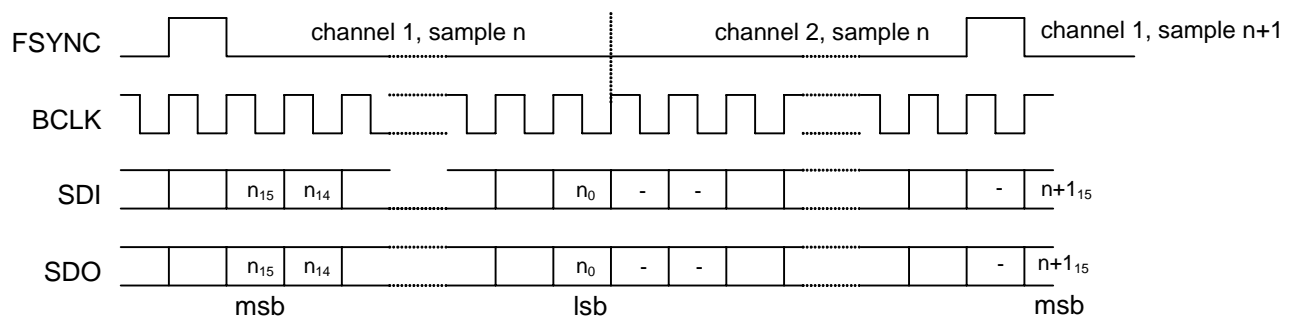 FSYNC channel 1, sample n channel 2, sample n channel 1, sample n+1
BCLK
SDI n₁₅ n₁₄ n₀ - - - n+1₁₅
SDO n₁₅ n₁₄ n₀ - - - n+1₁₅
msb lsb msb